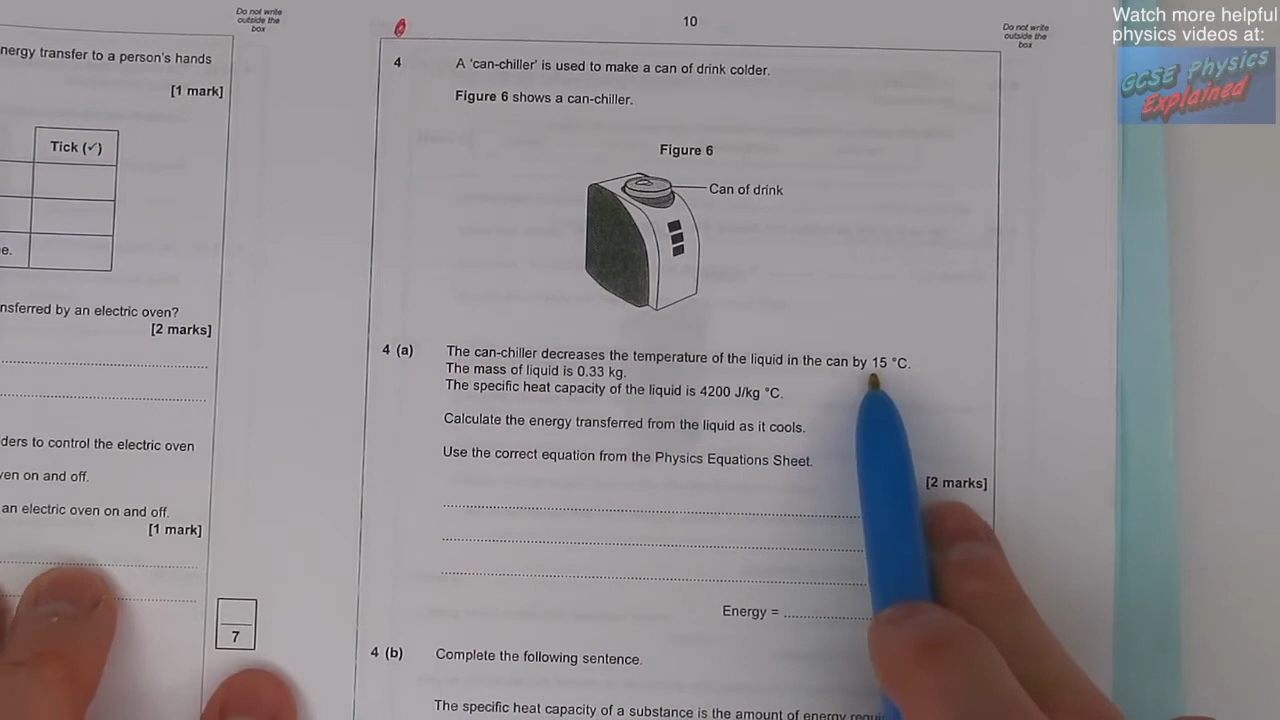 Do not write
outside the
box
nergy transfer to a person's hands
[1 mark]
Tick (✓)
e.
nsferred by an electric oven?
[2 marks]
ders to control the electric oven
ven on and off.
an electric oven on and off.
[1 mark]
7
10
Do not write
outside the
box
4 A 'can-chiller' is used to make a can of drink colder.
Figure 6 shows a can-chiller.
Figure 6
Can of drink
4 (a) The can-chiller decreases the temperature of the liquid in the can by 15 °C.
The mass of liquid is 0.33 kg.
The specific heat capacity of the liquid is 4200 J/kg °C.
Calculate the energy transferred from the liquid as it cools.
Use the correct equation from the Physics Equations Sheet.
[2 marks]
Energy =
4 (b) Complete the following sentence.
The specific heat capacity of a substance is the amount of energy requi
Watch more helpful
physics videos at:
GCSE Physics
Explained